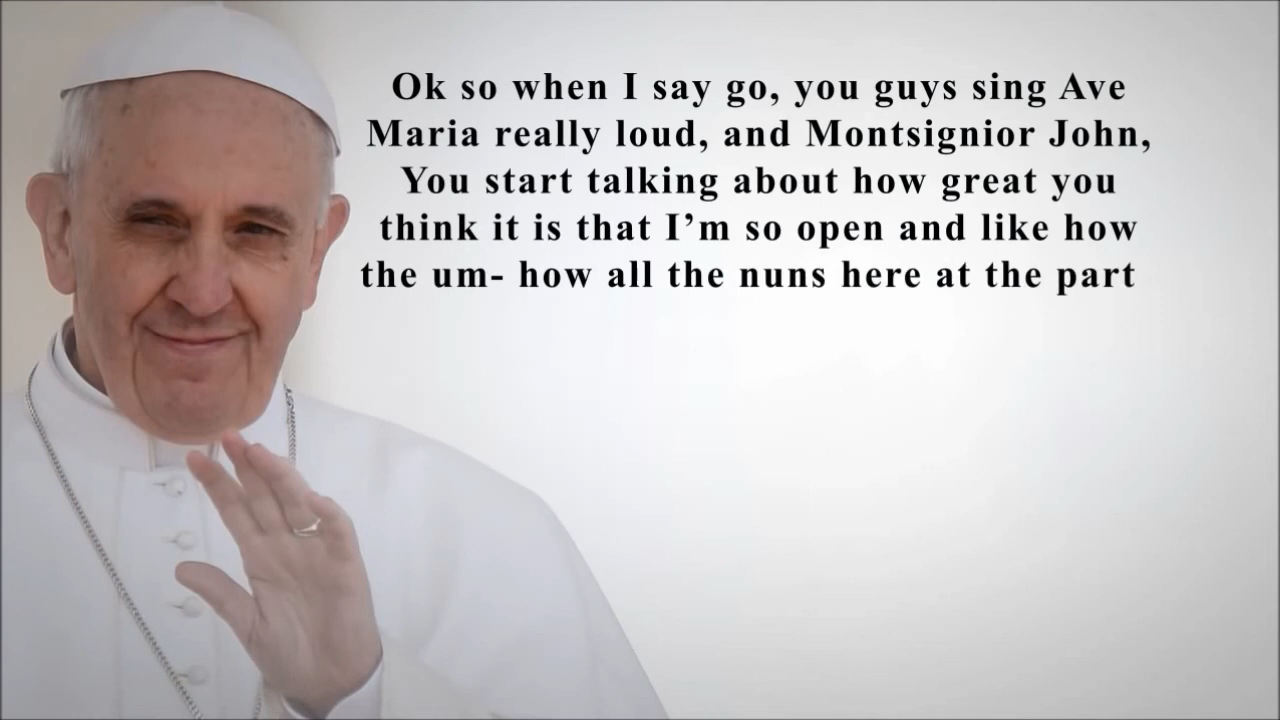 Ok so when I say go, you guys sing Ave
Maria really loud, and Montsignior John,
You start talking about how great you
think it is that I’m so open and like how
the um- how all the nuns here at the part